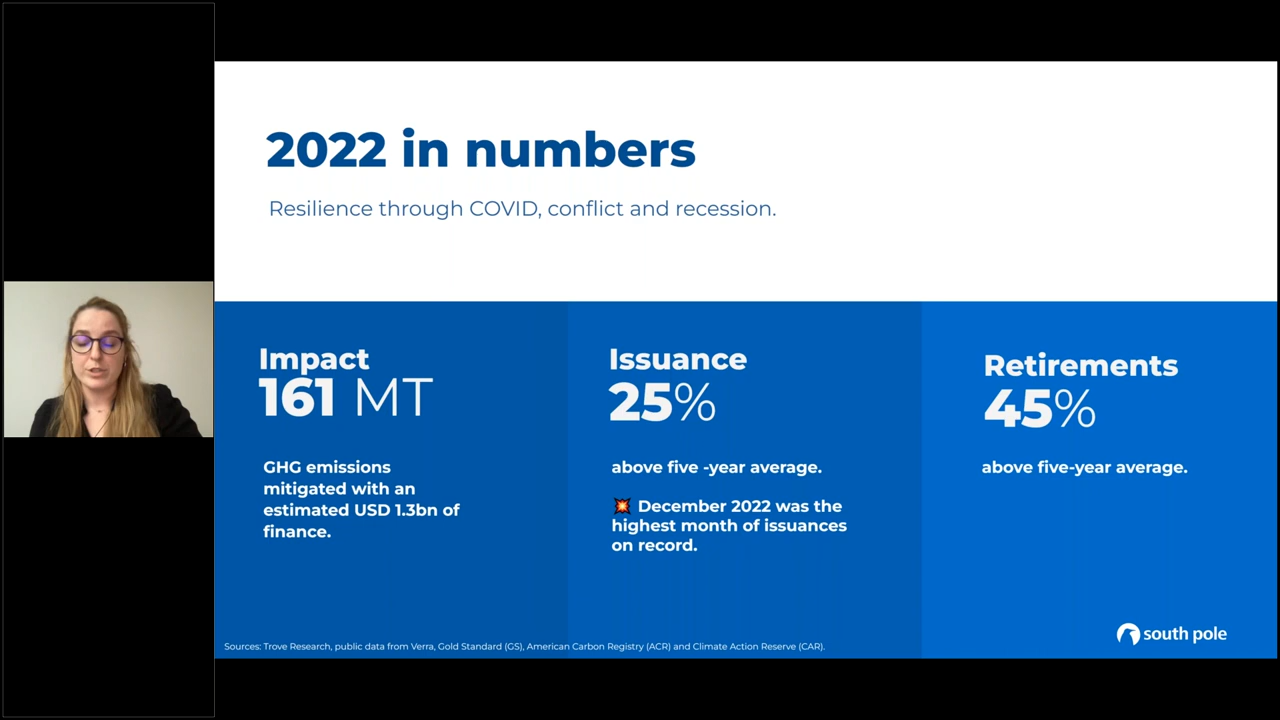 2022 in numbers
Resilience through COVID, conflict and recession.
Impact
161 MT
GHG emissions
mitigated with an
estimated USD 1.3bn of
finance.
Issuance
25%
above five -year average.
💥 December 2022 was the
highest month of issuances
on record.
Retirements
45%
above five-year average.
Sources: Trove Research, public data from Verra, Gold Standard (GS), American Carbon Registry (ACR) and Climate Action Reserve (CAR).
south pole